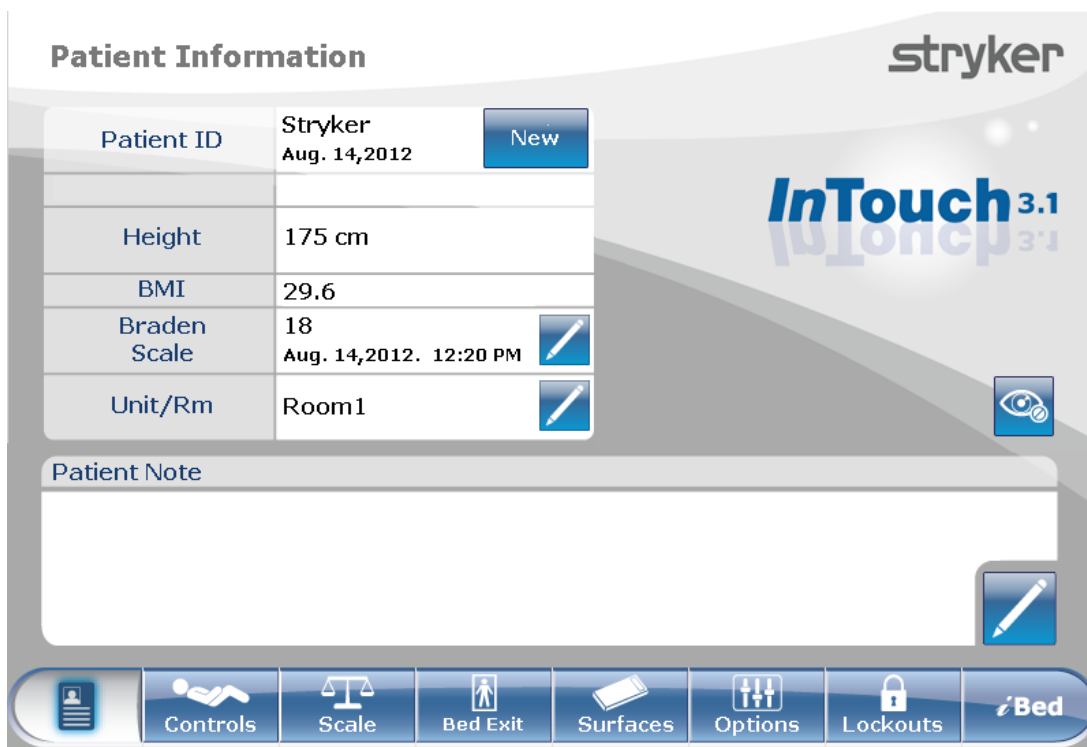 Patient Information
stryker
Patient ID
Stryker
Aug. 14,2012
New
InTouch 3.1
Height
175 cm
BMI
29.6
Braden
Scale
18
Aug. 14,2012. 12:20 PM
Unit/Rm
Room1
Patient Note
Controls
Scale
Bed Exit
Surfaces
Options
Lockouts
iBed